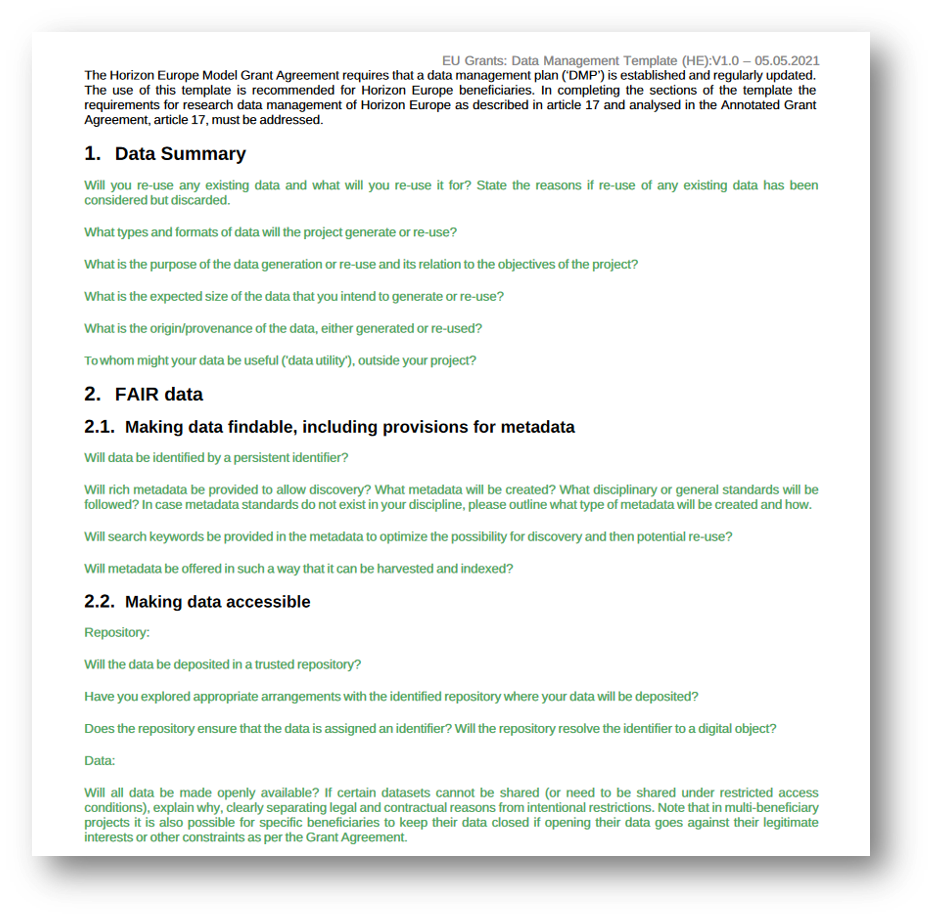 EU Grants: Data Management Template (HE):V1.0 – 05.05.2021
The Horizon Europe Model Grant Agreement requires that a data management plan ('DMP') is established and regularly updated.
The use of this template is recommended for Horizon Europe beneficiaries. In completing the sections of the template the
requirements for research data management of Horizon Europe as described in article 17 and analysed in the Annotated Grant
Agreement, article 17, must be addressed.
1. Data Summary
Will you re-use any existing data and what will you re-use it for? State the reasons if re-use of any existing data has been
considered but discarded.
What types and formats of data will the project generate or re-use?
What is the purpose of the data generation or re-use and its relation to the objectives of the project?
What is the expected size of the data that you intend to generate or re-use?
What is the origin/provenance of the data, either generated or re-used?
To whom might your data be useful ('data utility'), outside your project?
2. FAIR data
2.1. Making data findable, including provisions for metadata
Will data be identified by a persistent identifier?
Will rich metadata be provided to allow discovery? What metadata will be created? What disciplinary or general standards will be
followed? In case metadata standards do not exist in your discipline, please outline what type of metadata will be created and how.
Will search keywords be provided in the metadata to optimize the possibility for discovery and then potential re-use?
Will metadata be offered in such a way that it can be harvested and indexed?
2.2. Making data accessible
Repository:
Will the data be deposited in a trusted repository?
Have you explored appropriate arrangements with the identified repository where your data will be deposited?
Does the repository ensure that the data is assigned an identifier? Will the repository resolve the identifier to a digital object?
Data:
Will all data be made openly available? If certain datasets cannot be shared (or need to be shared under restricted access
conditions), explain why, clearly separating legal and contractual reasons from intentional restrictions. Note that in multi-beneficiary
projects it is also possible for specific beneficiaries to keep their data closed if opening their data goes against their legitimate
interests or other constraints as per the Grant Agreement.